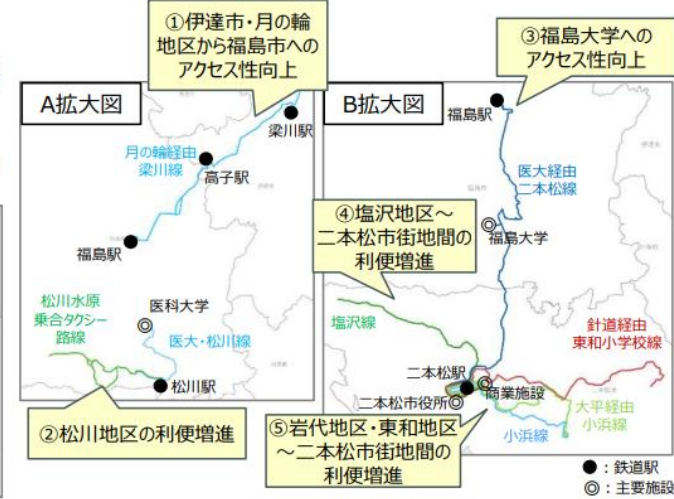 ①伊達市・月の輪
地区から福島市への
アクセス性向上
③福島大学への
アクセス性向上
A拡大図
B拡大図
梁川駅
月の輪経由
梁川線
高子駅
福島駅
松川水原
乗合タクシー
路線
医科大学
医大・松川線
松川駅
②松川地区の利便増進
福島駅
医大経由
二本松線
福島大学
④塩沢地区～
二本松市街地間の
利便増進
塩沢線
針道経由
東和小学校線
二本松駅
商業施設
二本松市役所
大平経由
小浜線
小浜線
⑤岩代地区・東和地区
～二本松市街地間の
利便増進
●：鉄道駅
◎：主要施設